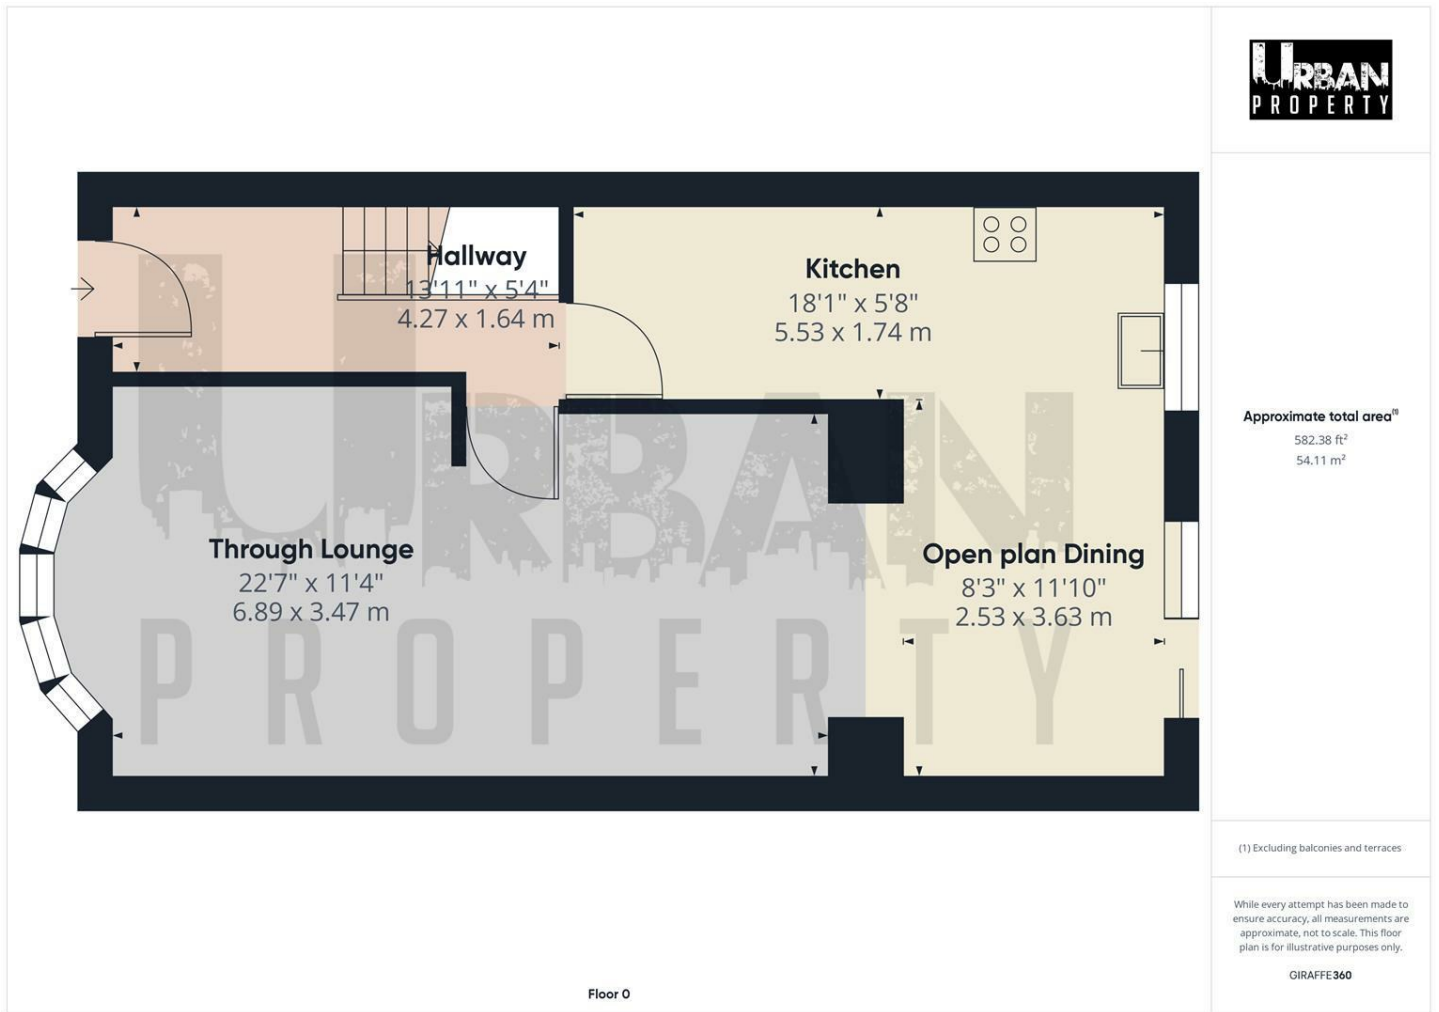 URBAN
PROPERTY
Hallway
13'11" x 5'4"
4.27 x 1.64 m
Kitchen
18'1" x 5'8"
5.53 x 1.74 m
URBAN
PROPERTY
Through Lounge
22'7" x 11'4"
6.89 x 3.47 m
Open plan Dining
8'3" x 11'10"
2.53 x 3.63 m
Floor 0
Approximate total area⁽¹⁾
582.38 ft²
54.11 m²
(1) Excluding balconies and terraces
While every attempt has been made to
ensure accuracy, all measurements are
approximate, not to scale. This floor
plan is for illustrative purposes only.
GIRAFFE360